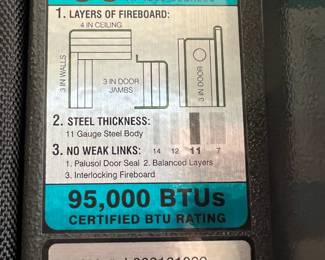 1. LAYERS OF FIREBOARD:
4 IN CEILING
3 IN WALLS
3 IN DOOR
JAMBS
3 IN DOOR
2. STEEL THICKNESS:
11 Gauge Steel Body
3. NO WEAK LINKS: 14 12 11 7
1. Palusol Door Seal 2. Balanced Layers
3. Interlocking Fireboard
95,000 BTUs
CERTIFIED BTU RATING